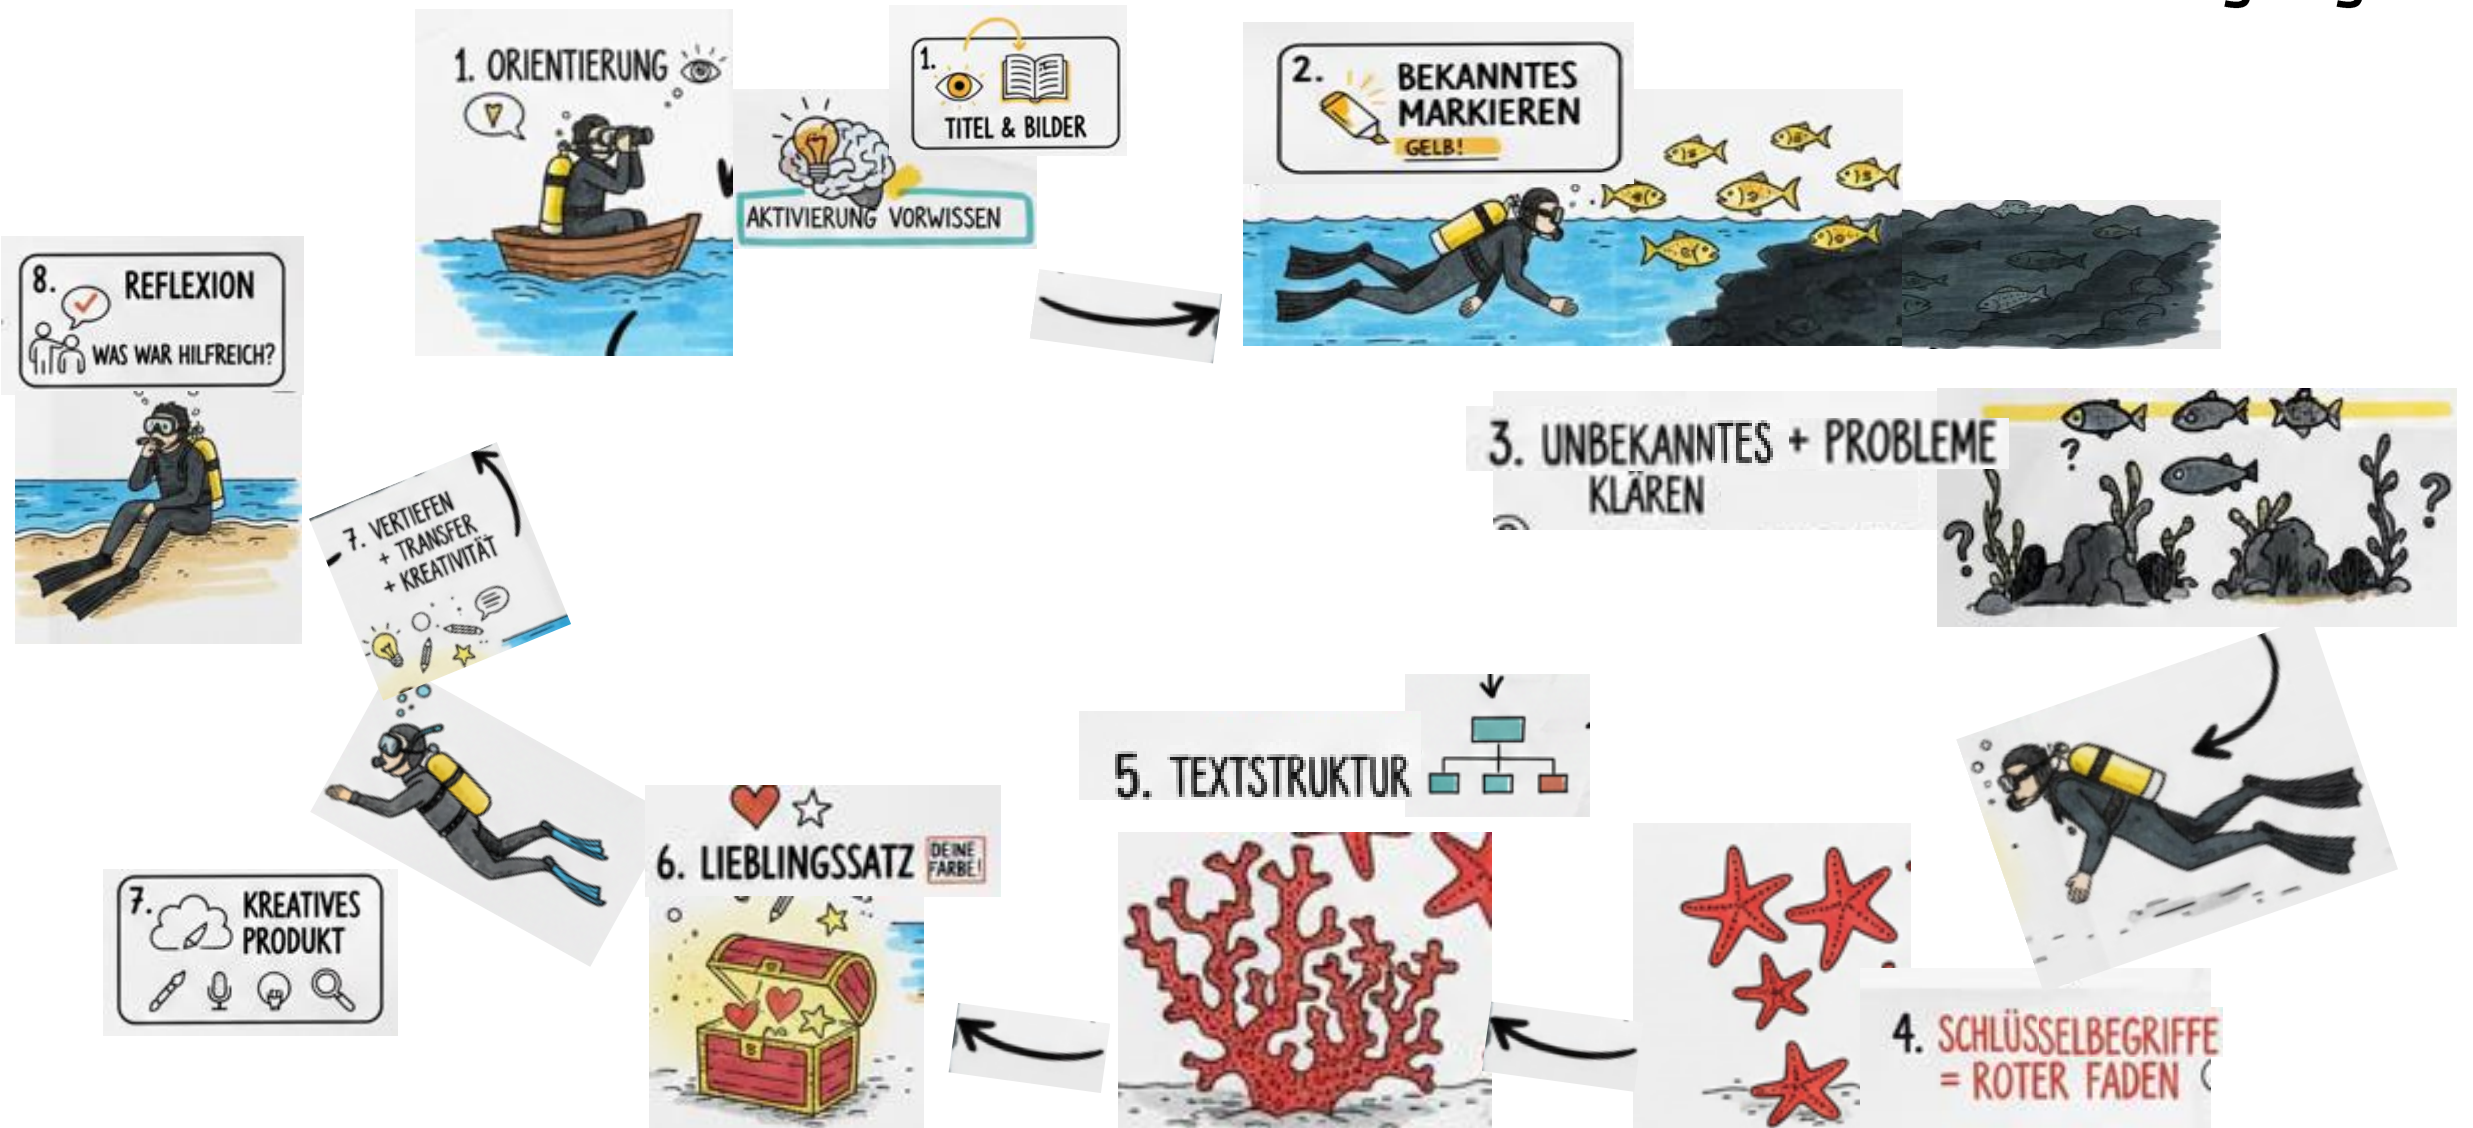 1. ORIENTIERUNG
1.
TITEL & BILDER
AKTIVIERUNG VORWISSEN
2. BEKANNTES
MARKIEREN
GELB!
3. UNBEKANNTES + PROBLEME
KLÄREN
?
?
?
4. SCHLÜSSELBEGRIFFE
= ROTER FADEN
5. TEXTSTRUKTUR
6. LIEBLINGSSATZ
DEINE
FARBE!
7. VERTIEFEN
+ TRANSFER
+ KREATIVITÄT
7. KREATIVES
PRODUKT
8. REFLEXION
WAS WAR HILFREICH?